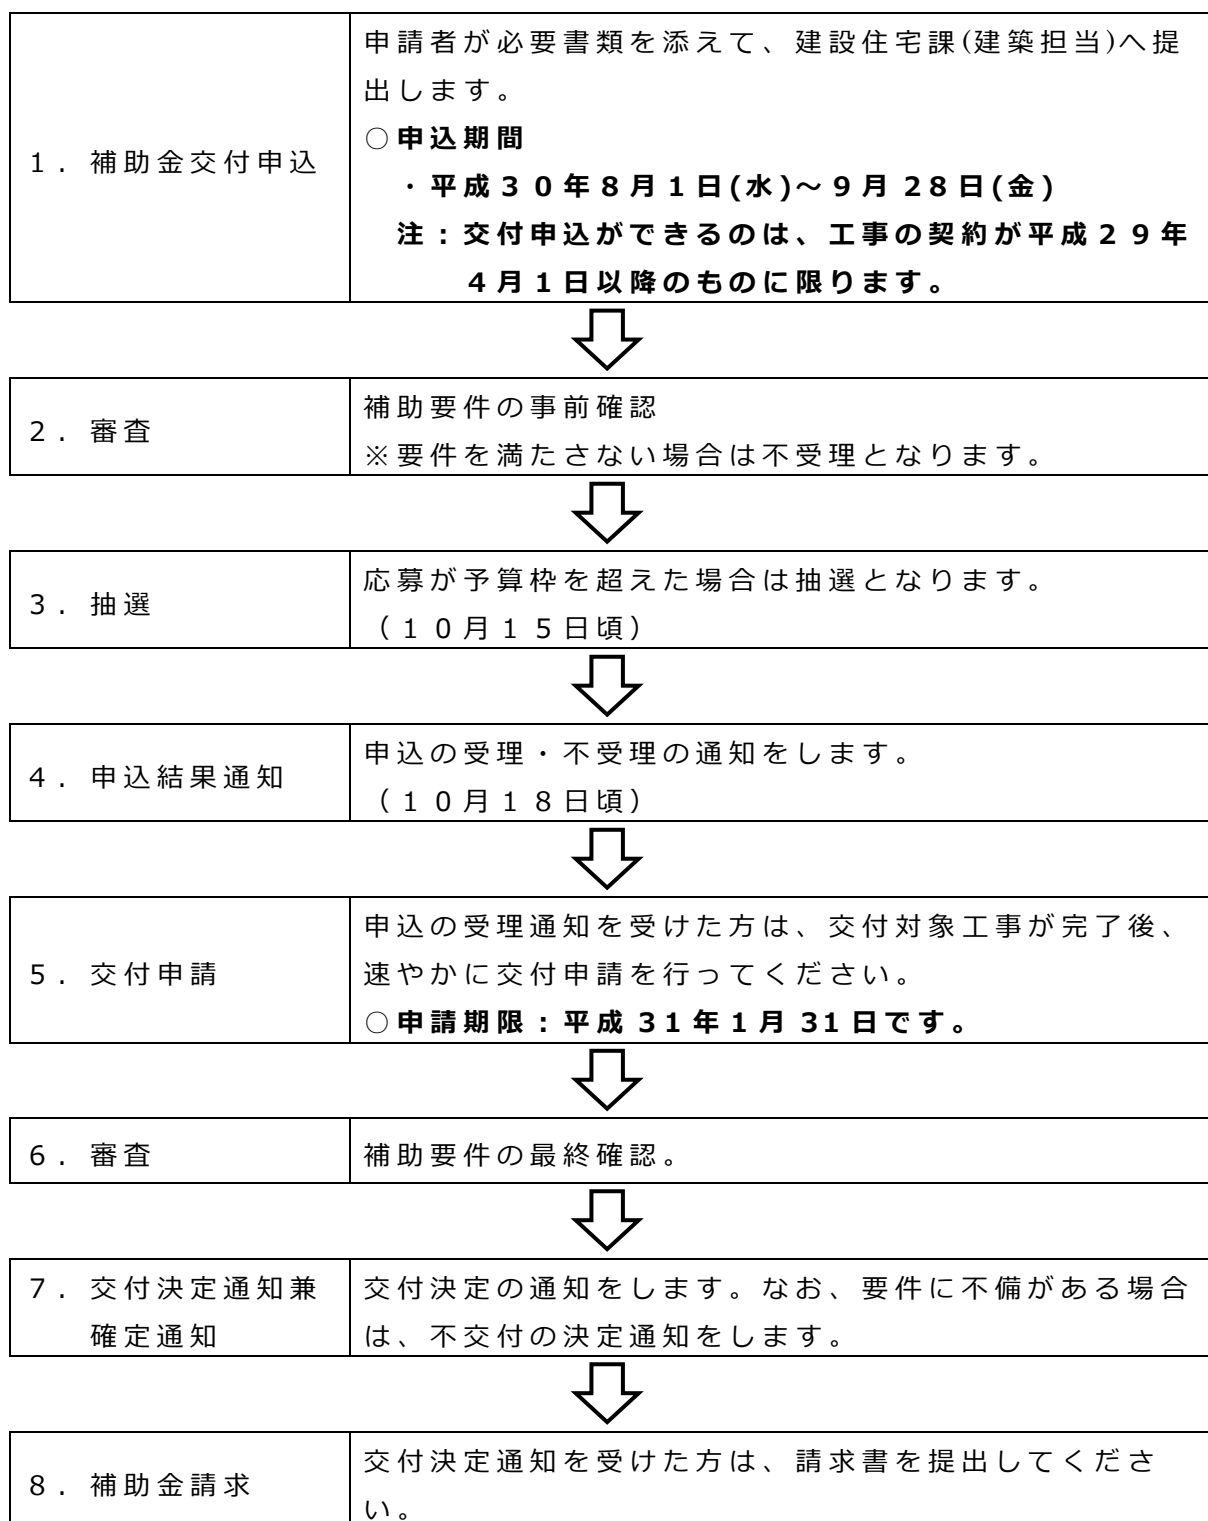 1．補助金交付申込
申請者が必要書類を添えて、建設住宅課(建築担当)へ提
出します。
○申込期間
・平成３０年８月１日(水)～９月28日(金)
注：交付申込ができるのは、工事の契約が平成２９年
４月１日以降のものに限ります。
2．審査
補助要件の事前確認
※要件を満たさない場合は不受理となります。
3．抽選
応募が予算枠を超えた場合は抽選となります。
（１０月１５日頃）
4．申込結果通知
申込の受理・不受理の通知をします。
（１０月１８日頃）
5．交付申請
申込の受理通知を受けた方は、交付対象工事が完了後、
速やかに交付申請を行ってください。
○申請期限：平成31年１月31日です。
6．審査
補助要件の最終確認。
7．交付決定通知兼
確定通知
交付決定の通知をします。なお、要件に不備がある場合
は、不交付の決定通知をします。
8．補助金請求
交付決定通知を受けた方は、請求書を提出してくださ
い。